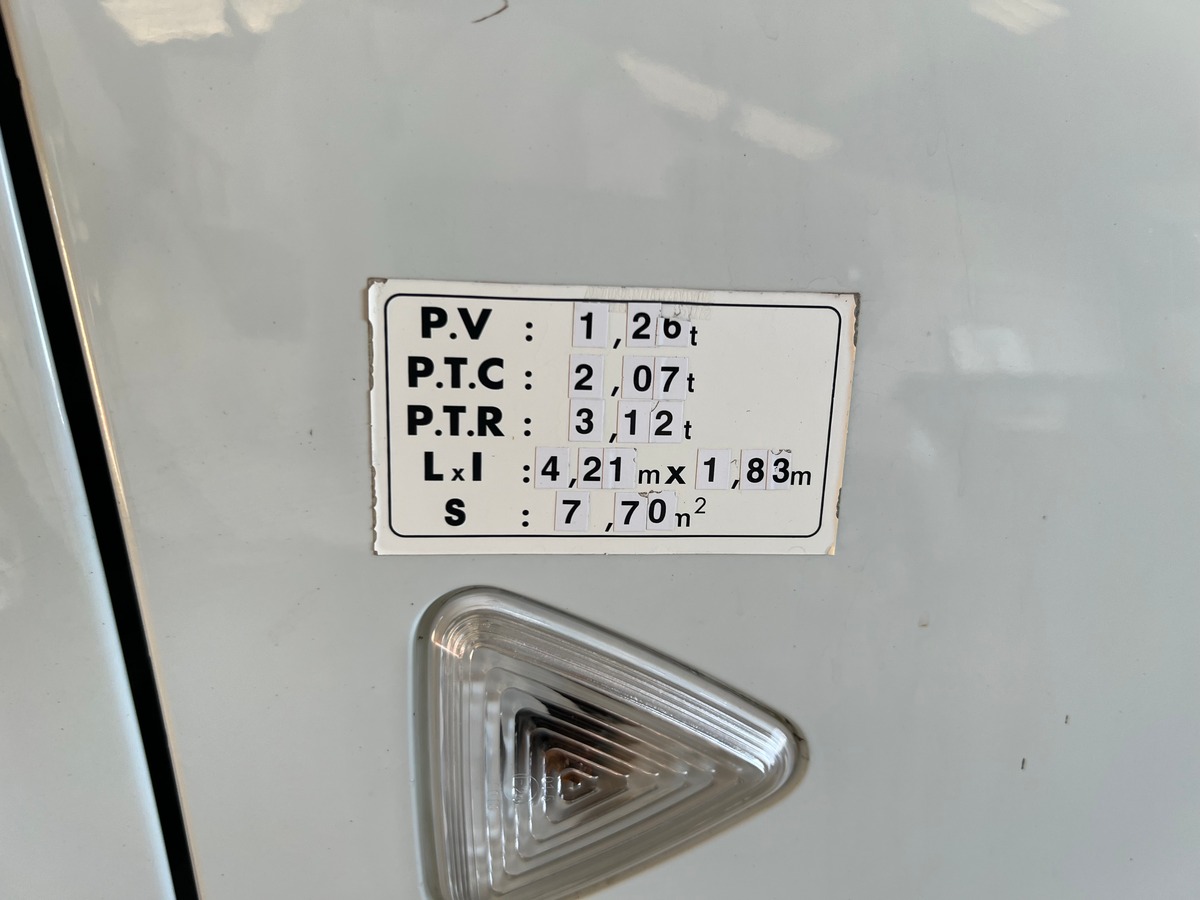 P.V : 1,26t
P.T.C : 2,07t
P.T.R : 3,12t
LxI : 4,21m x 1,83m
S : 7,70m²